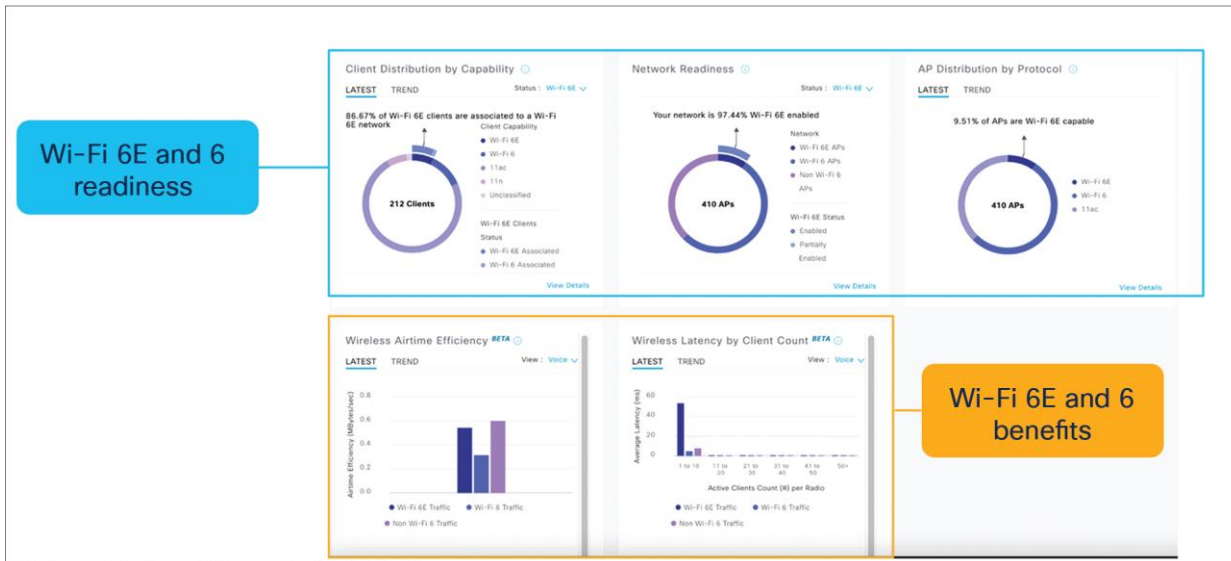 Wi-Fi 6E and 6
readiness
Client Distribution by Capability
LATEST TREND Status : Wi-Fi 6E
86.67% of Wi-Fi 6E clients are associated to a Wi-Fi
6E network
Client Capability
Wi-Fi 6E
Wi-Fi 6
11ac
11n
Unclassified
212 Clients
Wi-Fi 6E Clients
Status
Wi-Fi 6E Associated
Wi-Fi 6 Associated
View Details
Network Readiness
Status : Wi-Fi 6E
Your network is 97.44% Wi-Fi 6E enabled
Network
Wi-Fi 6E APs
Wi-Fi 6 APs
Non Wi-Fi 6
APs
410 APs
Wi-Fi 6E Status
Enabled
Partially
Enabled
View Details
AP Distribution by Protocol
LATEST TREND
9.51% of APs are Wi-Fi 6E capable
410 APs
Wi-Fi 6E
Wi-Fi 6
11ac
View Details
Wireless Airtime Efficiency BETA
LATEST TREND View : Voice
Airtime Efficiency (MBytes/sec)
0.8
0.6
0.4
0.2
0.0
Wi-Fi 6E Traffic Wi-Fi 6 Traffic
Non Wi-Fi 6 Traffic
Wireless Latency by Client Count BETA
LATEST TREND View : Voice
Average Latency (ms)
60
40
20
0
1 to 10 11 to 20 21 to 30 31 to 40 41 to 50 50+
Active Clients Count (#) per Radio
Wi-Fi 6E Traffic Wi-Fi 6 Traffic
Non Wi-Fi 6 Traffic
Wi-Fi 6E and 6
benefits